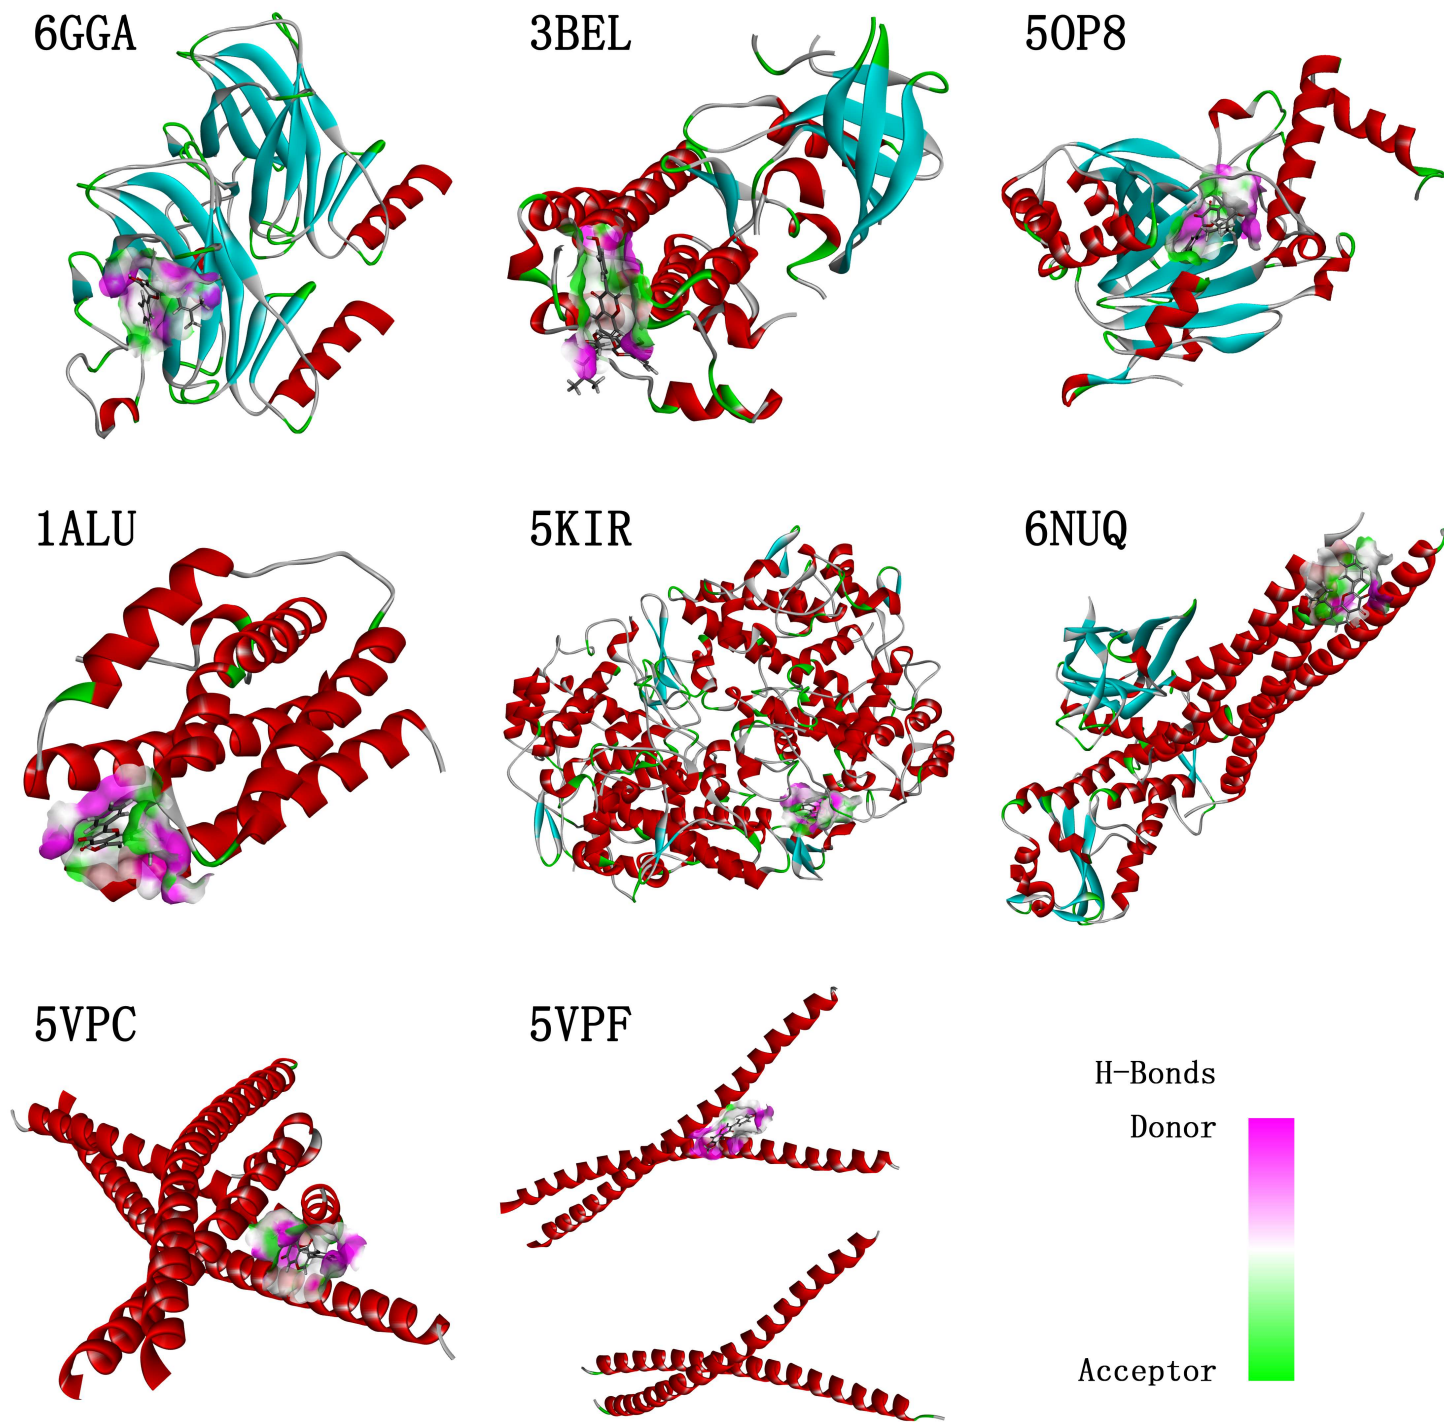 6GGA
3BEL
5OP8
1ALU
5KIR
6NUQ
5VPC
5VPF
H-Bonds
Donor
Acceptor